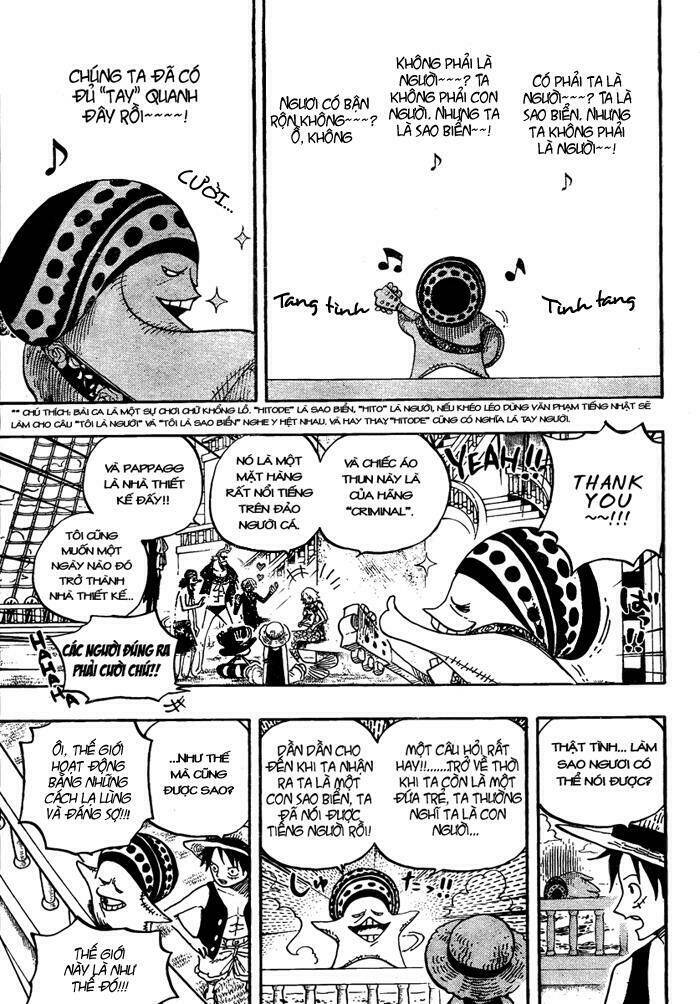 CÓ PHẢI TA LÀ
NGƯỜI~~~? TA LÀ
SAO BIỂN. NHƯNG
TA KHÔNG PHẢI
LÀ NGƯỜI~!
KHÔNG PHẢI LÀ
NGƯỜI~~~? TA
KHÔNG PHẢI CON
NGƯỜI. NHƯNG TA
LÀ SAO BIỂN~~!
NGƯƠI CÓ BẬN
RỘN KHÔNG~~~?
Ồ, KHÔNG
Tang tình
Tình tang
CHÚNG TA ĐÃ CÓ
ĐỦ "TAY" QUANH
ĐÂY RỒI~~~~!
CƯỜI...
** CHÚ THÍCH: BÀI CA LÀ MỘT SỰ CHƠI CHỮ KHỔNG LỒ. "HITODE" LÀ SAO BIỂN, "HITO" LÀ NGƯỜI, NẾU KHÉO LÉO DÙNG VĂN PHẠM TIẾNG NHẬT SẼ
LÀM CHO CÂU "TÔI LÀ NGƯỜI" VÀ "TÔI LÀ SAO BIỂN" NGHE Y HỆT NHAU. VÀ HAY THAY, "HITODE" CŨNG CÓ NGHĨA LÀ TAY NGƯỜI.
THANK
YOU
~~!!!
YEAH!!
VÀ CHIẾC ÁO
THUN NÀY LÀ
CỦA HÃNG
"CRIMINAL".
NÓ LÀ MỘT
MẶT HÀNG
RẤT NỔI TIẾNG
TRÊN ĐẢO
NGƯỜI CÁ.
VÀ PAPPAGG
LÀ NHÀ THIẾT
KẾ ĐẤY!!
TÔI CŨNG
MUỐN MỘT
NGÀY NÀO ĐÓ
TRỞ THÀNH
NHÀ THIẾT KẾ...
HAHAHA
CÁC NGƯỜI ĐÚNG RA
PHẢI CƯỜI CHỨ!!
THẬT TÌNH... LÀM
SAO NGƯƠI CÓ
THỂ NÓI ĐƯỢC?
MỘT CÂU HỎI RẤT
HAY!!......TRỞ VỀ THỜI
KHI TA CÒN LÀ MỘT
ĐỨA TRẺ, TA THƯỜNG
NGHĨ TA LÀ CON
NGƯỜI...
DẦN DẦN CHO
ĐẾN KHI TA NHẬN
RA TA LÀ MỘT
CON SAO BIỂN, TA
ĐÃ NÓI ĐƯỢC
TIẾNG NGƯỜI RỒI!
...NHƯ THẾ
MÀ CŨNG
ĐƯỢC SAO?
ÔI, THẾ GIỚI
HOẠT ĐỘNG
BẰNG NHỮNG
CÁCH LẠ LÙNG
VÀ ĐÁNG SỢ!!!
THẾ GIỚI
NÀY LÀ NHƯ
THẾ ĐÓ!!!